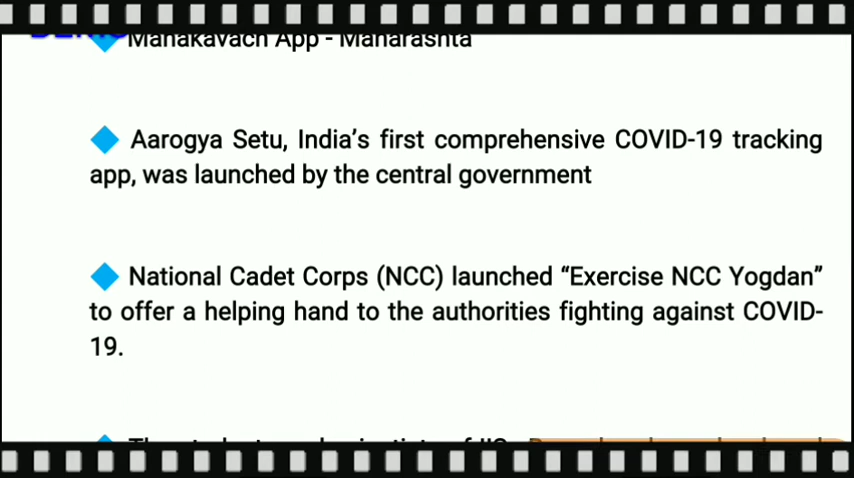 Mahakavach App - Maharashta
Aarogya Setu, India’s first comprehensive COVID-19 tracking
app, was launched by the central government
National Cadet Corps (NCC) launched “Exercise NCC Yogdan”
to offer a helping hand to the authorities fighting against COVID-
19.